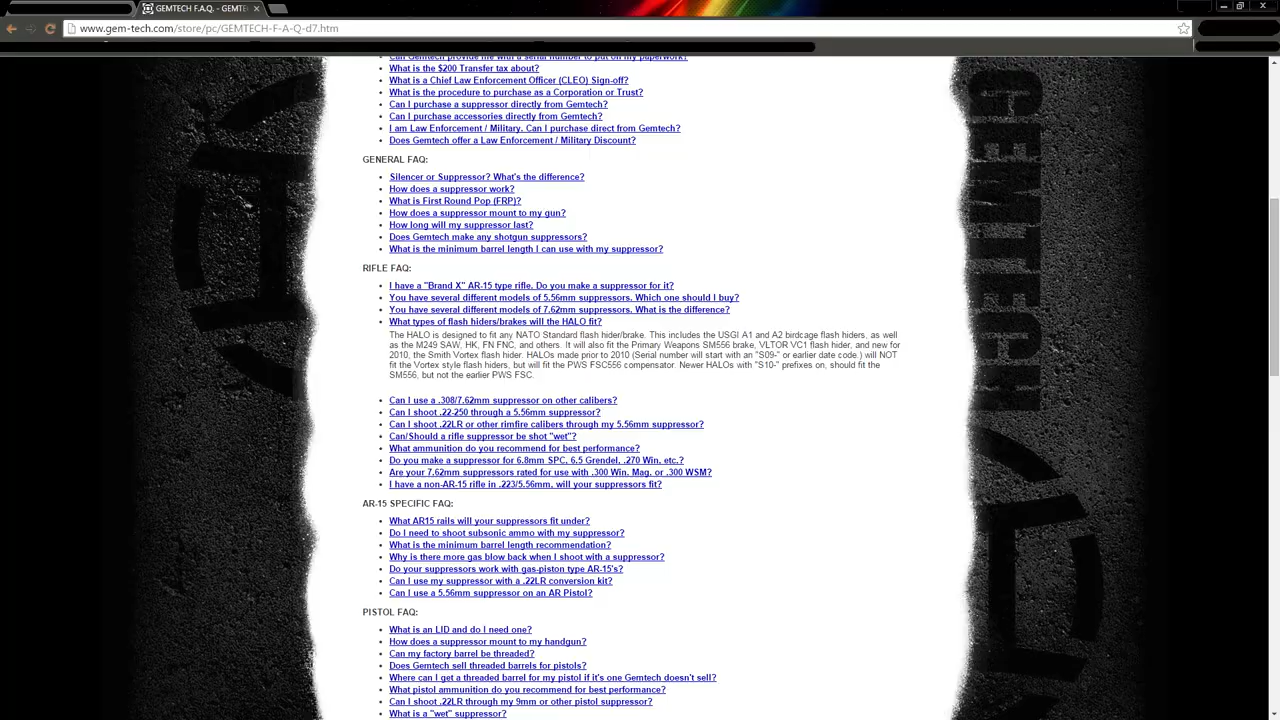 GEMTECH F.A.Q. - GEMTECH
www.gem-tech.com/store/pc/GEMTECH-F-A-Q-d7.htm
Can Gemtech provide me with a serial number to put on my paperwork?
What is the $200 Transfer tax about?
What is a Chief Law Enforcement Officer (CLEO) Sign-off?
What is the procedure to purchase as a Corporation or Trust?
Can I purchase a suppressor directly from Gemtech?
Can I purchase accessories directly from Gemtech?
I am Law Enforcement / Military. Can I purchase direct from Gemtech?
Does Gemtech offer a Law Enforcement / Military Discount?
GENERAL FAQ:
Silencer or Suppressor? What's the difference?
How does a suppressor work?
What is First Round Pop (FRP)?
How does a suppressor mount to my gun?
How long will my suppressor last?
Does Gemtech make any shotgun suppressors?
What is the minimum barrel length I can use with my suppressor?
RIFLE FAQ:
I have a "Brand X" AR-15 type rifle. Do you make a suppressor for it?
You have several different models of 5.56mm suppressors. Which one should I buy?
You have several different models of 7.62mm suppressors. What is the difference?
What types of flash hiders/brakes will the HALO fit?
The HALO is designed to fit any NATO Standard flash hider/brake. This includes the USGI A1 and A2 birdcage flash hiders, as well
as the M249 SAW, HK, FN FNC, and others. It will also fit the Primary Weapons SM556 brake, VLTOR VC1 flash hider, and new for
2010, the Smith Vortex flash hider. HALOs made prior to 2010 (Serial number will start with an "S09-" or earlier date code.) will NOT
fit the Vortex style flash hiders, but will fit the PWS FSC556 compensator. Newer HALOs with "S10-" prefixes on, should fit the
SM556, but not the earlier PWS FSC.
Can I use a .308/7.62mm suppressor on other calibers?
Can I shoot .22-250 through a 5.56mm suppressor?
Can I shoot .22LR or other rimfire calibers through my 5.56mm suppressor?
Can/Should a rifle suppressor be shot "wet"?
What ammunition do you recommend for best performance?
Do you make a suppressor for 6.8mm SPC, 6.5 Grendel, .270 Win, etc.?
Are your 7.62mm suppressors rated for use with .300 Win. Mag. or .300 WSM?
I have a non-AR-15 rifle in .223/5.56mm, will your suppressors fit?
AR-15 SPECIFIC FAQ:
What AR15 rails will your suppressors fit under?
Do I need to shoot subsonic ammo with my suppressor?
What is the minimum barrel length recommendation?
Why is there more gas blow back when I shoot with a suppressor?
Do your suppressors work with gas-piston type AR-15's?
Can I use my suppressor with a .22LR conversion kit?
Can I use a 5.56mm suppressor on an AR Pistol?
PISTOL FAQ:
What is an LID and do I need one?
How does a suppressor mount to my handgun?
Can my factory barrel be threaded?
Does Gemtech sell threaded barrels for pistols?
Where can I get a threaded barrel for my pistol if it's one Gemtech doesn't sell?
What pistol ammunition do you recommend for best performance?
Can I shoot .22LR through my 9mm or other pistol suppressor?
What is a "wet" suppressor?
GEMTECH